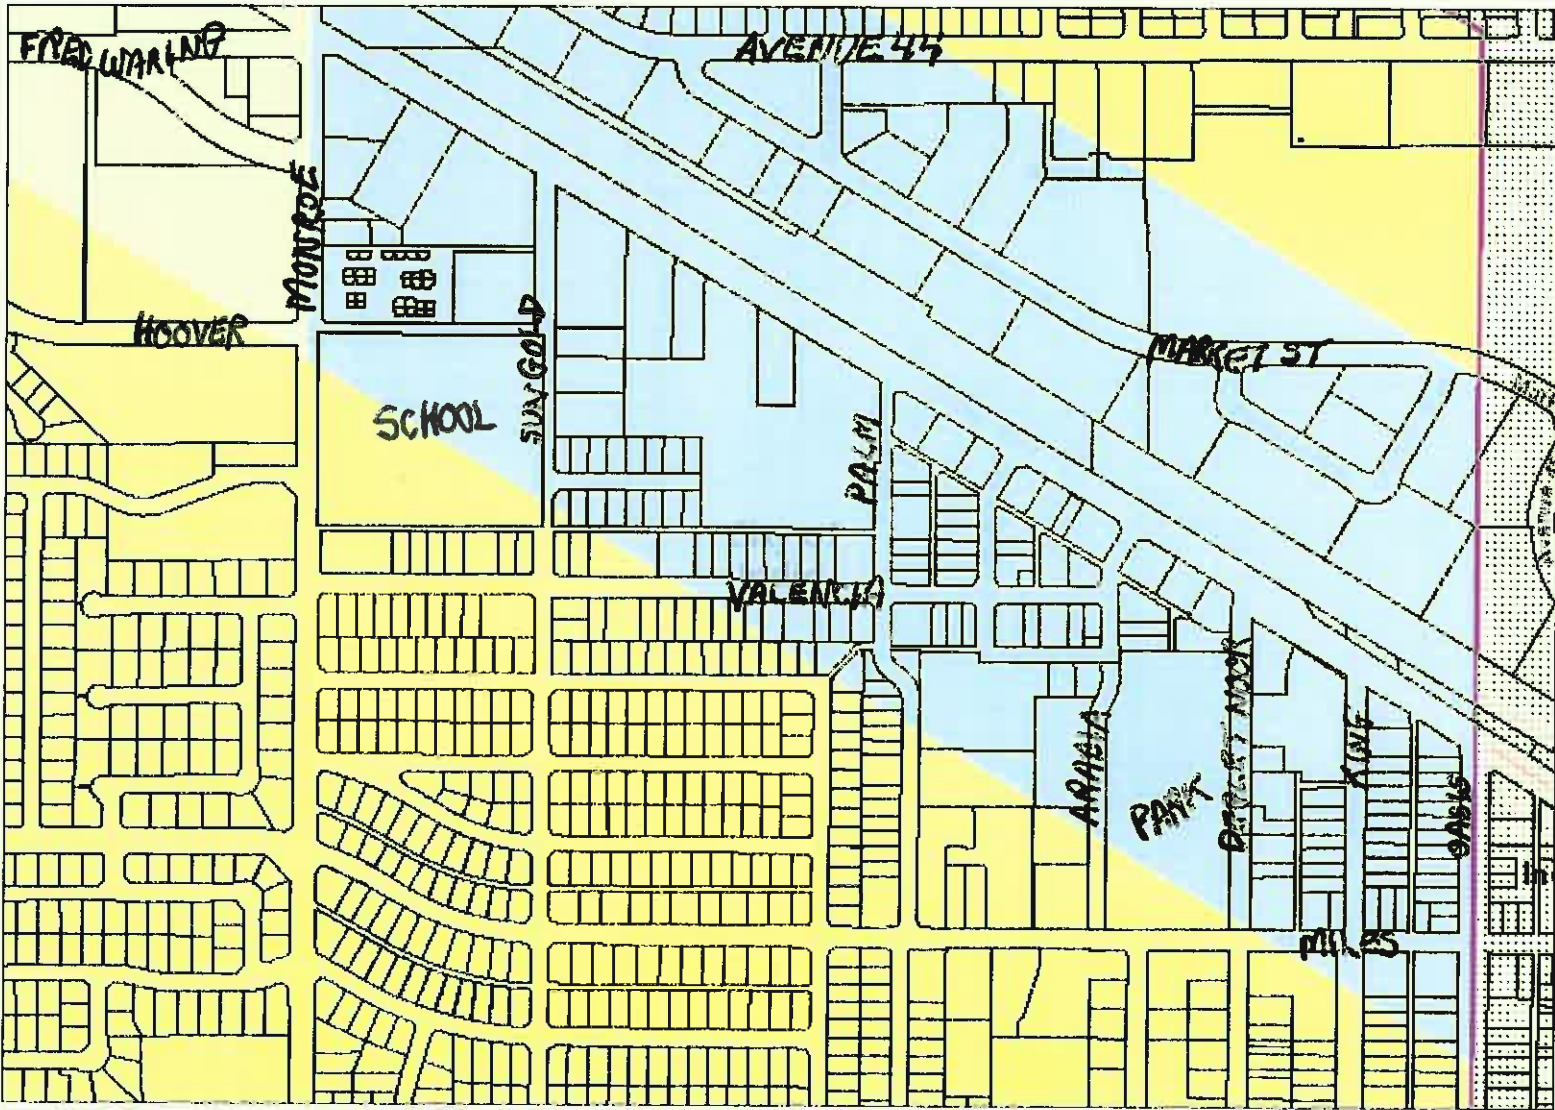 FRED WARING
AVENUE 44
MONROE
HOOVER
SUNGOLD
MARKET ST
SCHOOL
PALM
VALENCIA
ARABIA
PARK
KING
OASIS
MILES